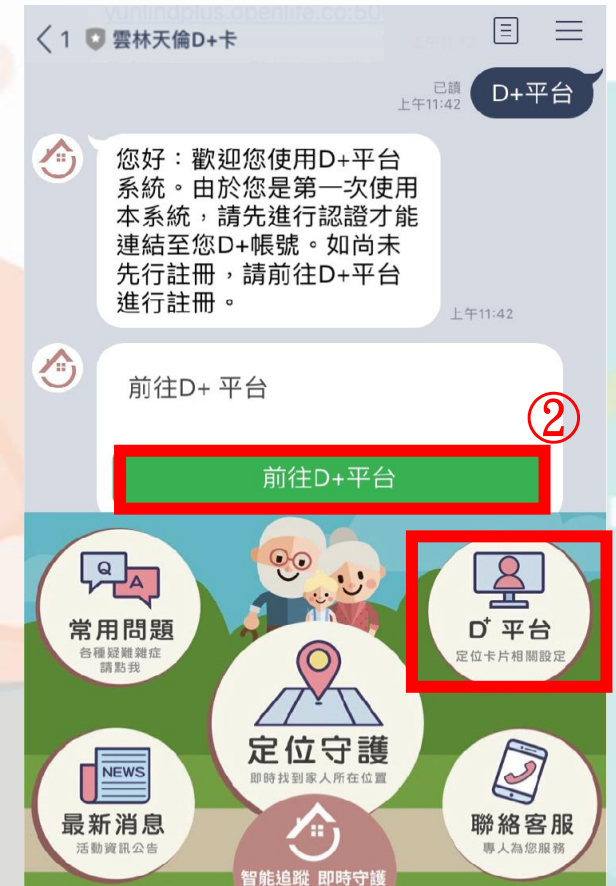 yunlinqplus.openlife.co:80
1 雲林天倫D+卡
已讀
上午11:42
D+平台
您好：歡迎您使用D+平台
系統。由於您是第一次使用
本系統，請先進行認證才能
連結至您D+帳號。如尚未
先行註冊，請前往D+平台
進行註冊。
上午11:42
前往D+ 平台
②
前往D+平台
Q
A
常用問題
各種疑難雜症
請點我
D+ 平台
定位卡片相關設定
定位守護
即時找到家人所在位置
NEWS
最新消息
活動資訊公告
聯絡客服
專人為您服務
智能追蹤 即時守護